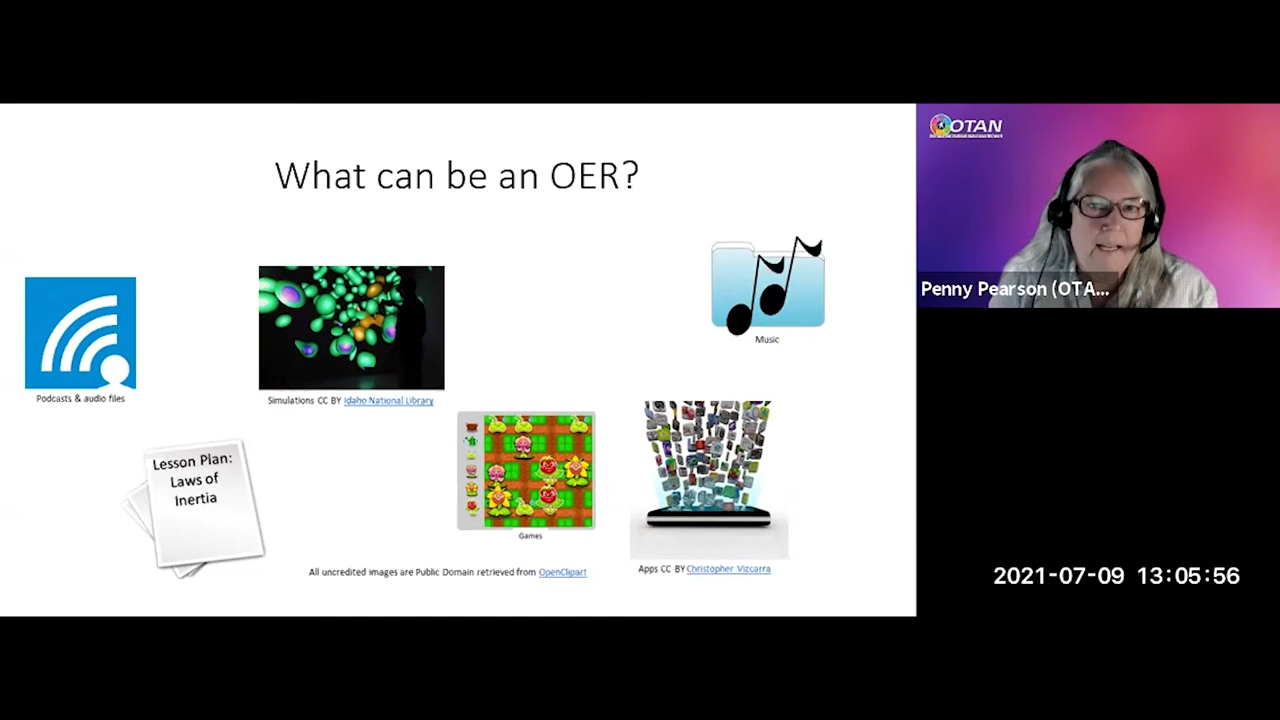 What can be an OER?
OTAN
Penny Pearson (OTA...
Podcasts & audio files
Simulations CC BY Idaho National Library
Music
Lesson Plan:
Laws of
Inertia
Games
Apps CC BY Christopher Vizcarra
All uncredited images are Public Domain retrieved from OpenClipart
2021-07-09 13:05:56